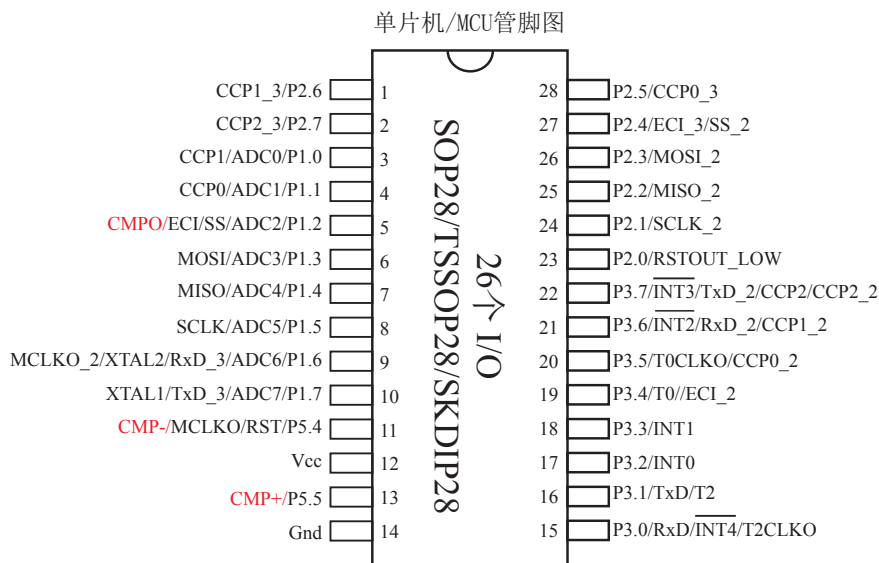 单片机/MCU管脚图
CCP1_3/P2.6 1
CCP2_3/P2.7 2
CCP1/ADC0/P1.0 3
CCP0/ADC1/P1.1 4
CMPO/ECI/SS/ADC2/P1.2 5
MOSI/ADC3/P1.3 6
MISO/ADC4/P1.4 7
SCLK/ADC5/P1.5 8
MCLKO_2/XTAL2/RxD_3/ADC6/P1.6 9
XTAL1/TxD_3/ADC7/P1.7 10
CMP-/MCLKO/RST/P5.4 11
Vcc 12
CMP+/P5.5 13
Gnd 14
SOP28/TSSOP28/SKDIP28
26个 I/O
28 P2.5/CCP0_3
27 P2.4/ECI_3/SS_2
26 P2.3/MOSI_2
25 P2.2/MISO_2
24 P2.1/SCLK_2
23 P2.0/RSTOUT_LOW
22 P3.7/INT3/TxD_2/CCP2/CCP2_2
21 P3.6/INT2/RxD_2/CCP1_2
20 P3.5/T0CLKO/CCP0_2
19 P3.4/T0//ECI_2
18 P3.3/INT1
17 P3.2/INT0
16 P3.1/TxD/T2
15 P3.0/RxD/INT4/T2CLKO